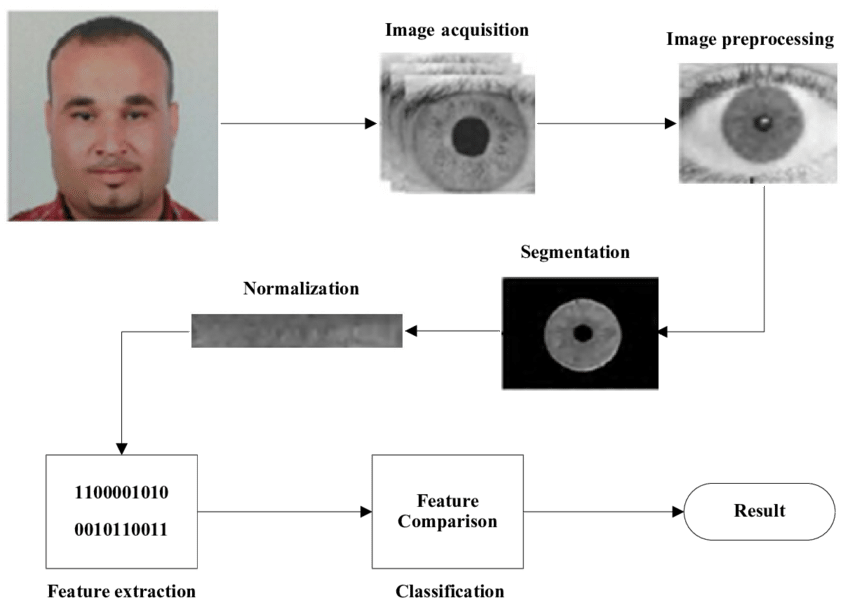 Image acquisition
Image preprocessing
Segmentation
Normalization
1100001010
0010110011
Feature extraction
Feature
Comparison
Classification
Result